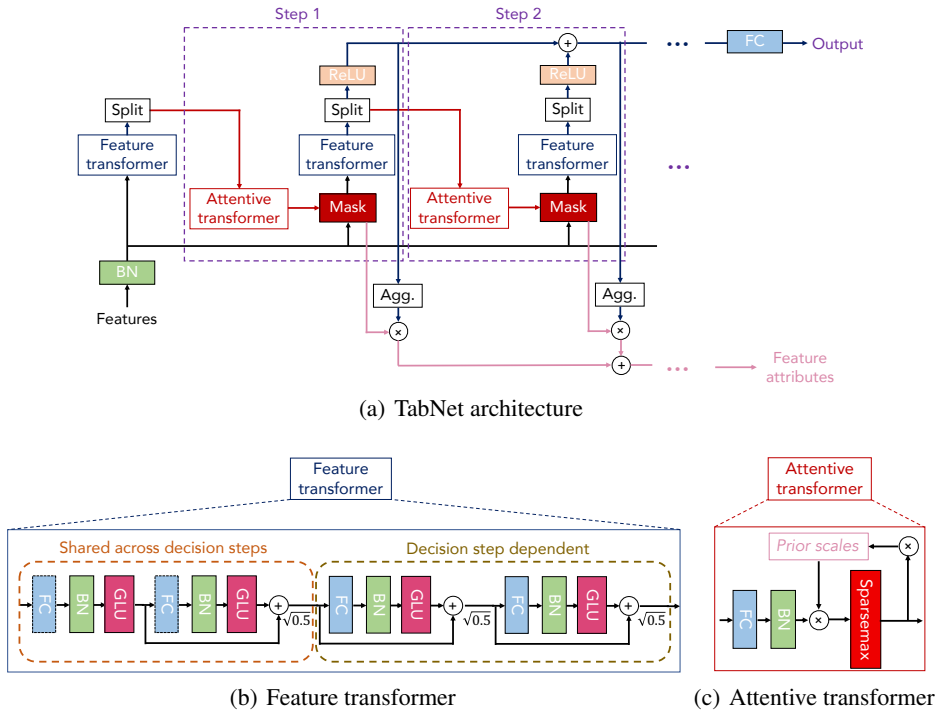 Step 1
Step 2
FC
Output
ReLU
ReLU
Split
Split
Split
Feature
transformer
Feature
transformer
Feature
transformer
Attentive
transformer
Mask
Attentive
transformer
Mask
BN
Features
Agg.
Agg.
Feature
attributes
(a) TabNet architecture
Feature
transformer
Attentive
transformer
Shared across decision steps
Decision step dependent
FC
BN
GLU
FC
BN
GLU
√0.5
FC
BN
GLU
√0.5
FC
BN
GLU
√0.5
Prior scales
FC
BN
Sparsemax
(b) Feature transformer
(c) Attentive transformer